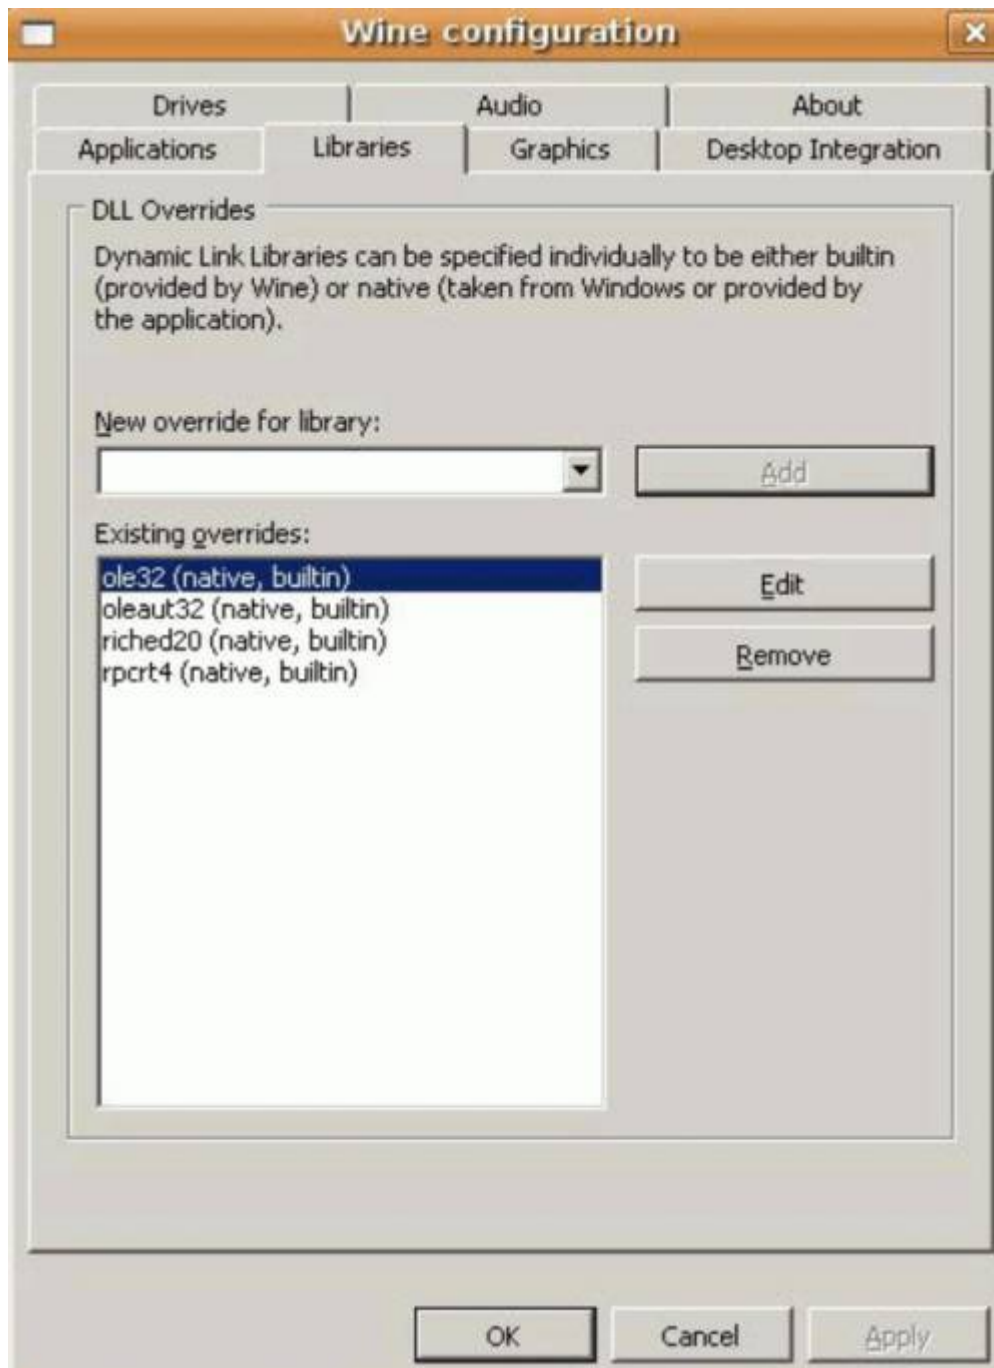 Wine configuration
Drives Audio About
Applications Libraries Graphics Desktop Integration
DLL Overrides
Dynamic Link Libraries can be specified individually to be either builtin
(provided by Wine) or native (taken from Windows or provided by
the application).
New override for library:
Add
Existing overrides:
ole32 (native, builtin)
oleaut32 (native, builtin)
riched20 (native, builtin)
rpcrt4 (native, builtin)
Edit
Remove
OK Cancel Apply